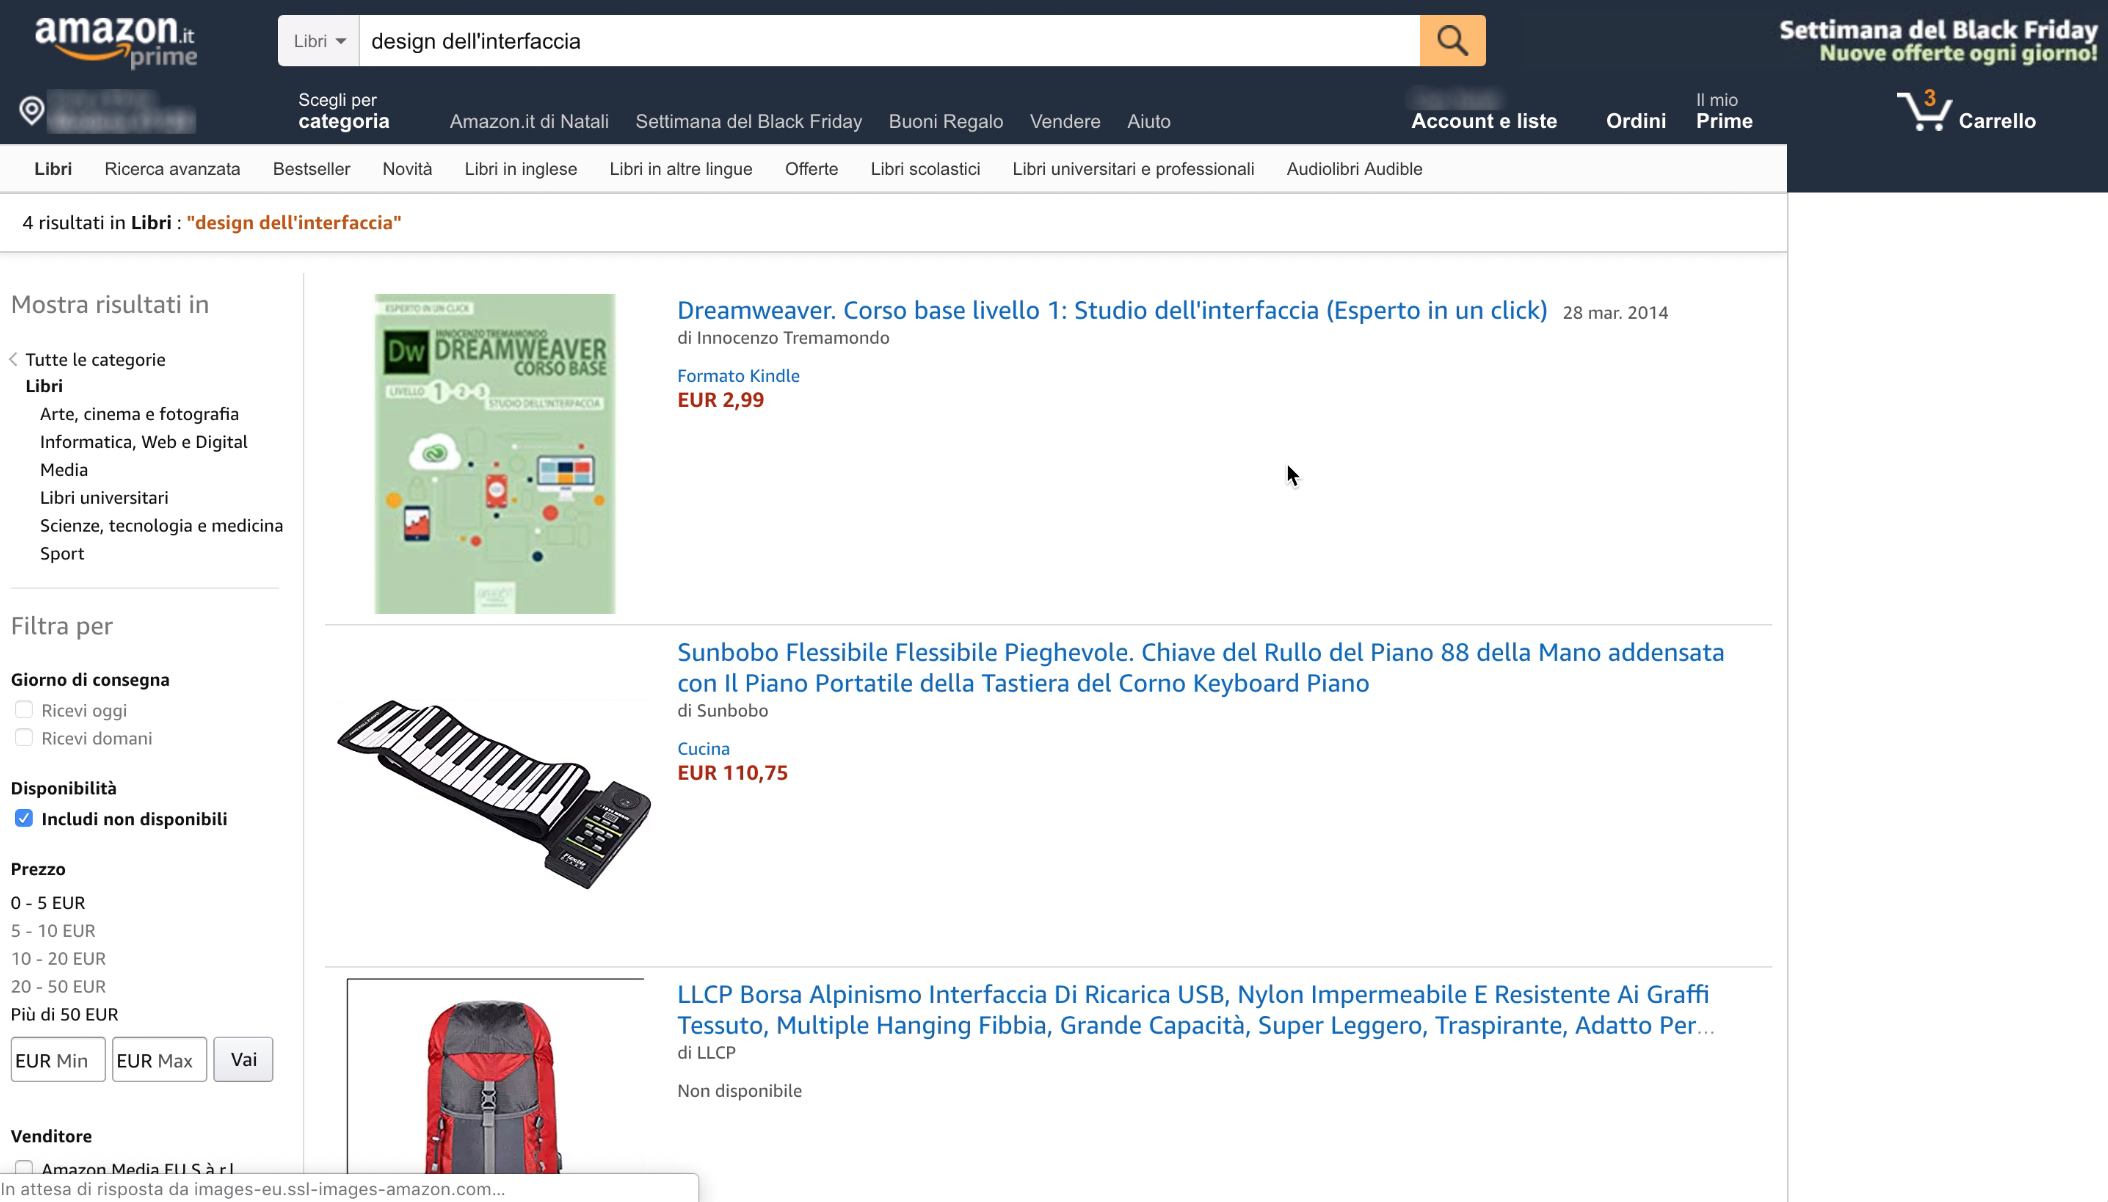 amazon.it
prime
Libri
design dell'interfaccia
Settimana del Black Friday
Nuove offerte ogni giorno!
Scegli per
categoria
Amazon.it di Natali
Settimana del Black Friday
Buoni Regalo
Vendere
Aiuto
Account e liste
Ordini
Il mio
Prime
3
Carrello
Libri
Ricerca avanzata
Bestseller
Novità
Libri in inglese
Libri in altre lingue
Offerte
Libri scolastici
Libri universitari e professionali
Audiolibri Audible
4 risultati in Libri : "design dell'interfaccia"
Mostra risultati in
Tutte le categorie
Libri
Arte, cinema e fotografia
Informatica, Web e Digital
Media
Libri universitari
Scienze, tecnologia e medicina
Sport
Filtra per
Giorno di consegna
Ricevi oggi
Ricevi domani
Disponibilità
Includi non disponibili
Prezzo
0 - 5 EUR
5 - 10 EUR
10 - 20 EUR
20 - 50 EUR
Più di 50 EUR
EUR Min
EUR Max
Vai
Venditore
Amazon Media EU S.à r.l.
ESPERTO IN UN CLICK
INNOCENZO TREMAMONDO
Dw
DREAMWEAVER
CORSO BASE
LIVELLO 1 2 3
STUDIO DELL'INTERFACCIA
Dreamweaver. Corso base livello 1: Studio dell'interfaccia (Esperto in un click) 28 mar. 2014
di Innocenzo Tremamondo
Formato Kindle
EUR 2,99
Sunbobo Flessibile Flessibile Pieghevole. Chiave del Rullo del Piano 88 della Mano addensata
con Il Piano Portatile della Tastiera del Corno Keyboard Piano
di Sunbobo
Cucina
EUR 110,75
LLCP Borsa Alpinismo Interfaccia Di Ricarica USB, Nylon Impermeabile E Resistente Ai Graffi
Tessuto, Multiple Hanging Fibbia, Grande Capacità, Super Leggero, Traspirante, Adatto Per...
di LLCP
Non disponibile
In attesa di risposta da images-eu.ssl-images-amazon.com...